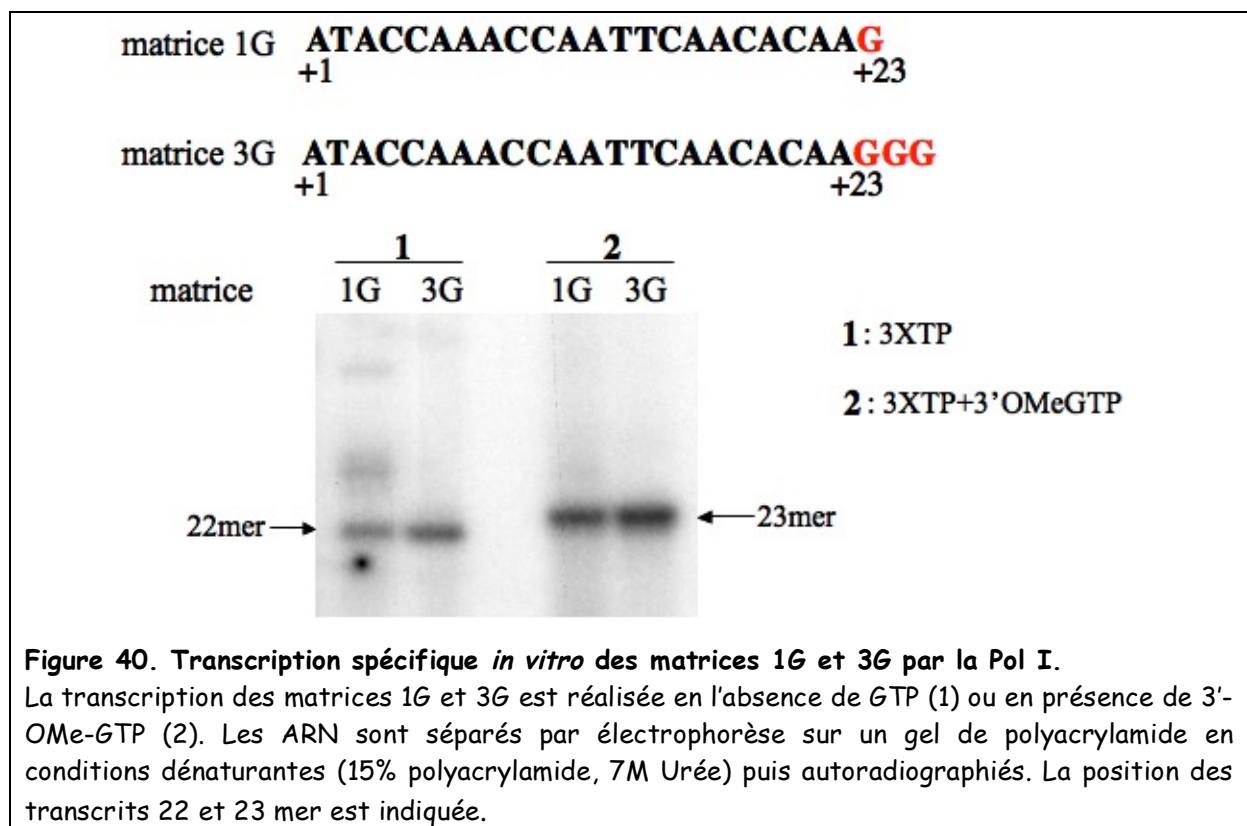 matrice 1G ATACCAAACCAATTCAACACAAG
+1 +23
matrice 3G ATACCAAACCAATTCAACACAAGGG
+1 +23
1 2
matrice 1G 3G 1G 3G
1 : 3XTP
2 : 3XTP+3'OMeGTP
22mer
23mer
Figure 40. Transcription spécifique in vitro des matrices 1G et 3G par la Pol I.
La transcription des matrices 1G et 3G est réalisée en l'absence de GTP (1) ou en présence de 3'-
OMe-GTP (2). Les ARN sont séparés par électrophorèse sur un gel de polyacrylamide en
conditions dénaturantes (15% polyacrylamide, 7M Urée) puis autoradiographiés. La position des
transcrits 22 et 23 mer est indiquée.